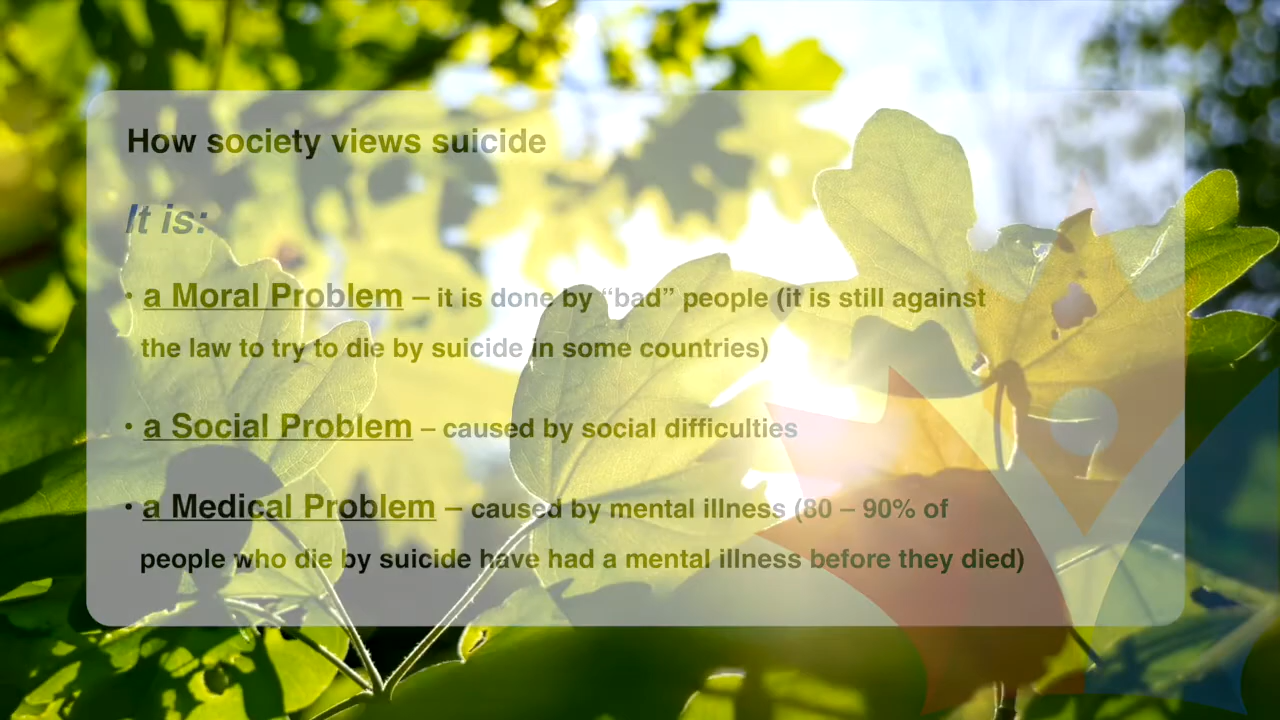 How society views suicide
It is:
• a Moral Problem – it is done by “bad” people (it is still against
the law to try to die by suicide in some countries)
• a Social Problem – caused by social difficulties
• a Medical Problem – caused by mental illness (80 – 90% of
people who die by suicide have had a mental illness before they died)